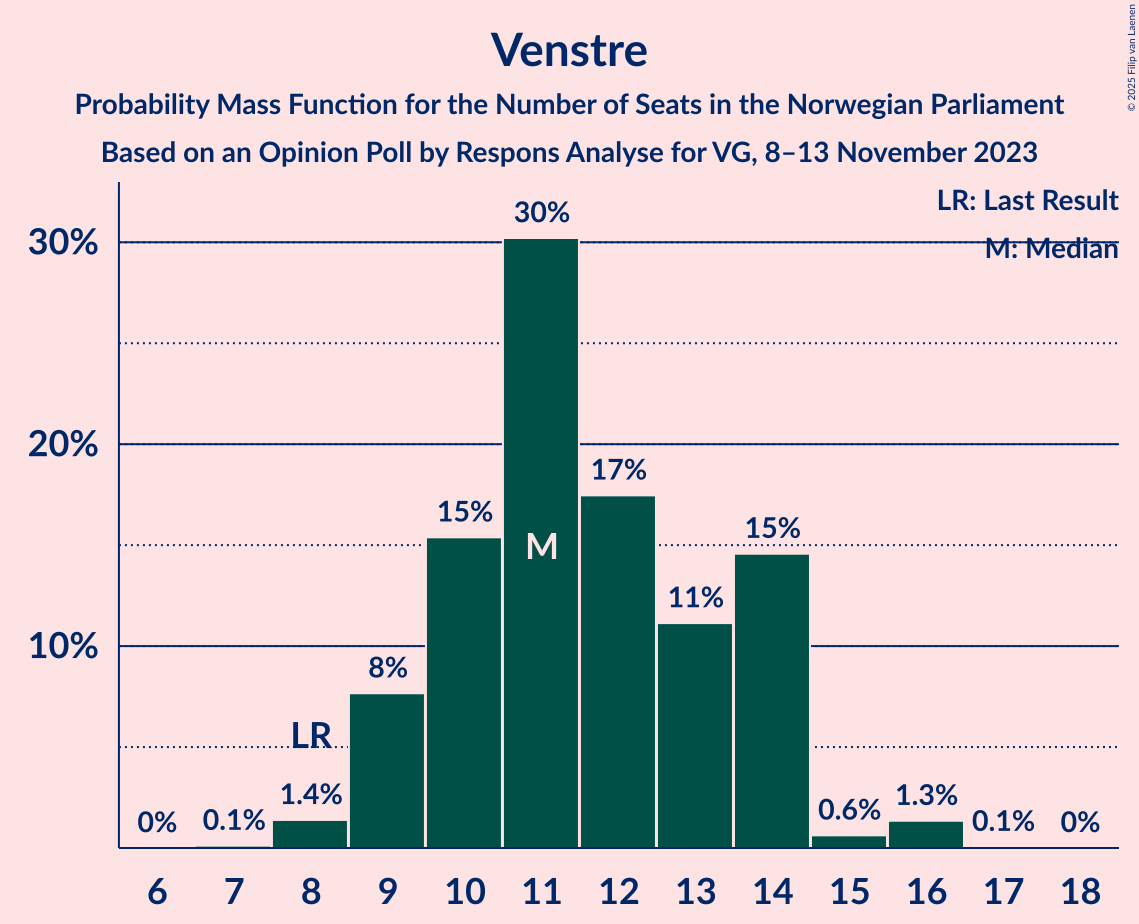 Venstre
Probability Mass Function for the Number of Seats in the Norwegian Parliament
Based on an Opinion Poll by Respons Analyse for VG, 8–13 November 2023
© 2025 Filip van Laenen
LR: Last Result
M: Median
30%
20%
10%
0%
0.1%
1.4%
LR
8%
15%
30%
M
17%
11%
15%
0.6%
1.3%
0.1%
0%
6 7 8 9 10 11 12 13 14 15 16 17 18